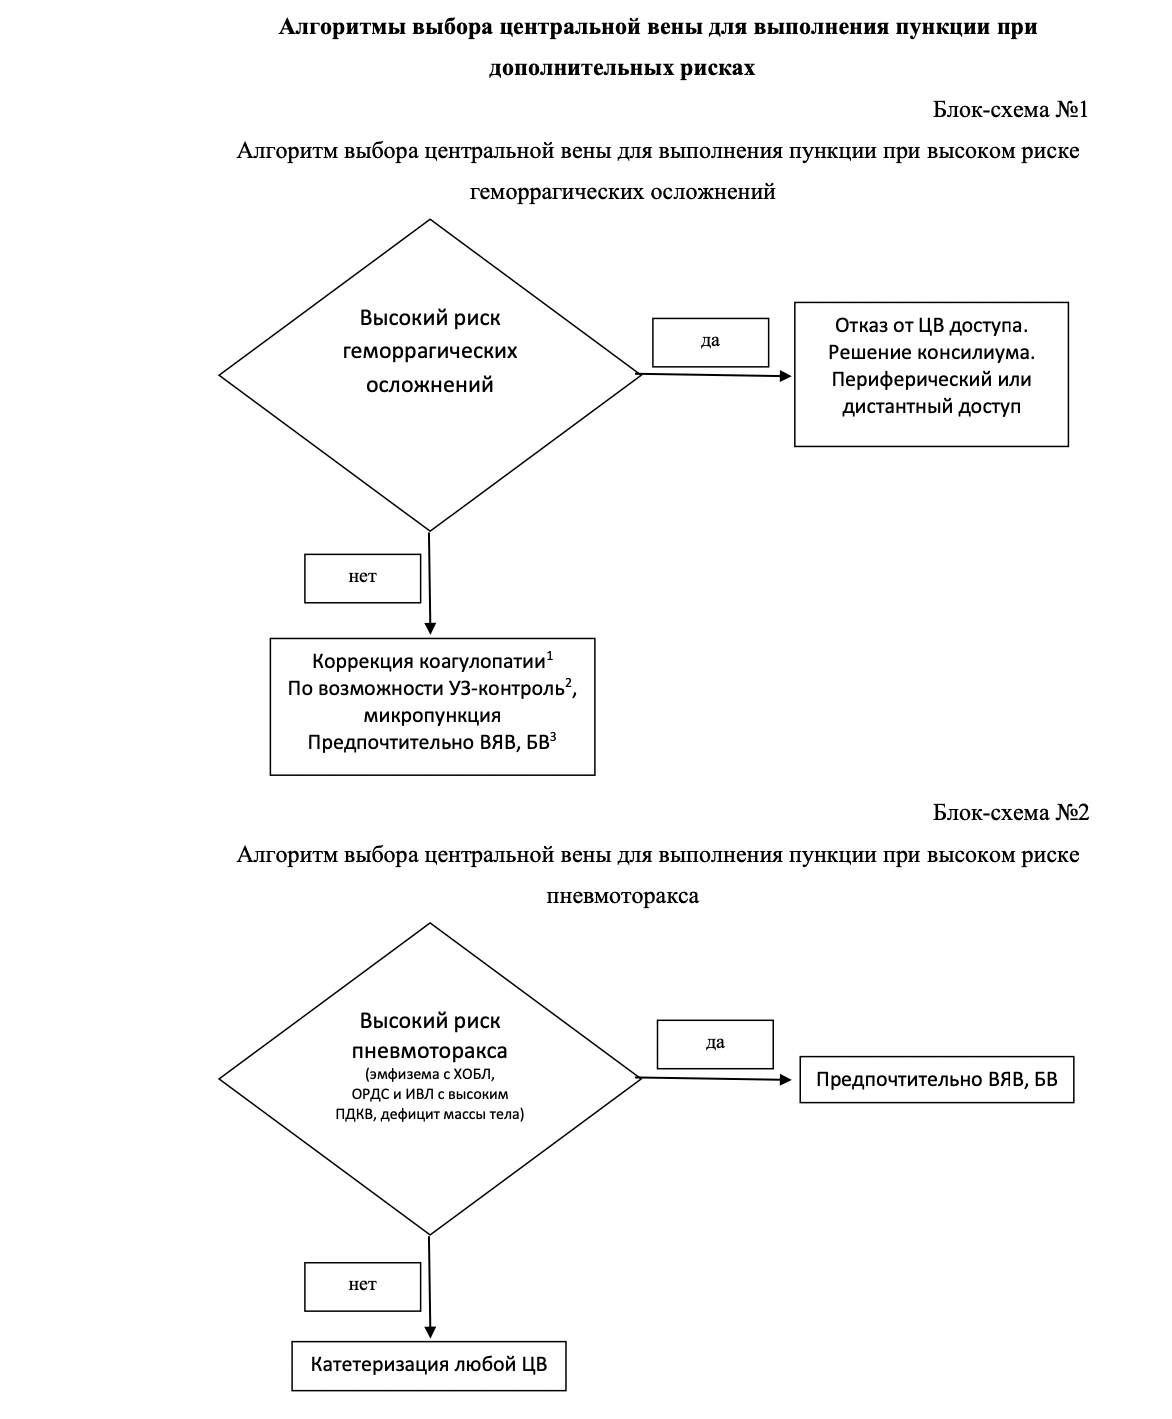 Алгоритмы выбора центральной вены для выполнения пункции при
дополнительных рисках
Блок-схема №1
Алгоритм выбора центральной вены для выполнения пункции при высоком риске
геморрагических осложнений
Высокий риск
геморрагических
осложнений
да
Отказ от ЦВ доступа.
Решение консилиума.
Периферический или
дистантный доступ
нет
Коррекция коагулопатии¹
По возможности УЗ-контроль²,
микропункция
Предпочтительно ВЯВ, БВ³
Блок-схема №2
Алгоритм выбора центральной вены для выполнения пункции при высоком риске
пневмоторакса
Высокий риск
пневмоторакса
(эмфизема с ХОБЛ,
ОРДС и ИВЛ с высоким
ПДКВ, дефицит массы тела)
да
Предпочтительно ВЯВ, БВ
нет
Катетеризация любой ЦВ